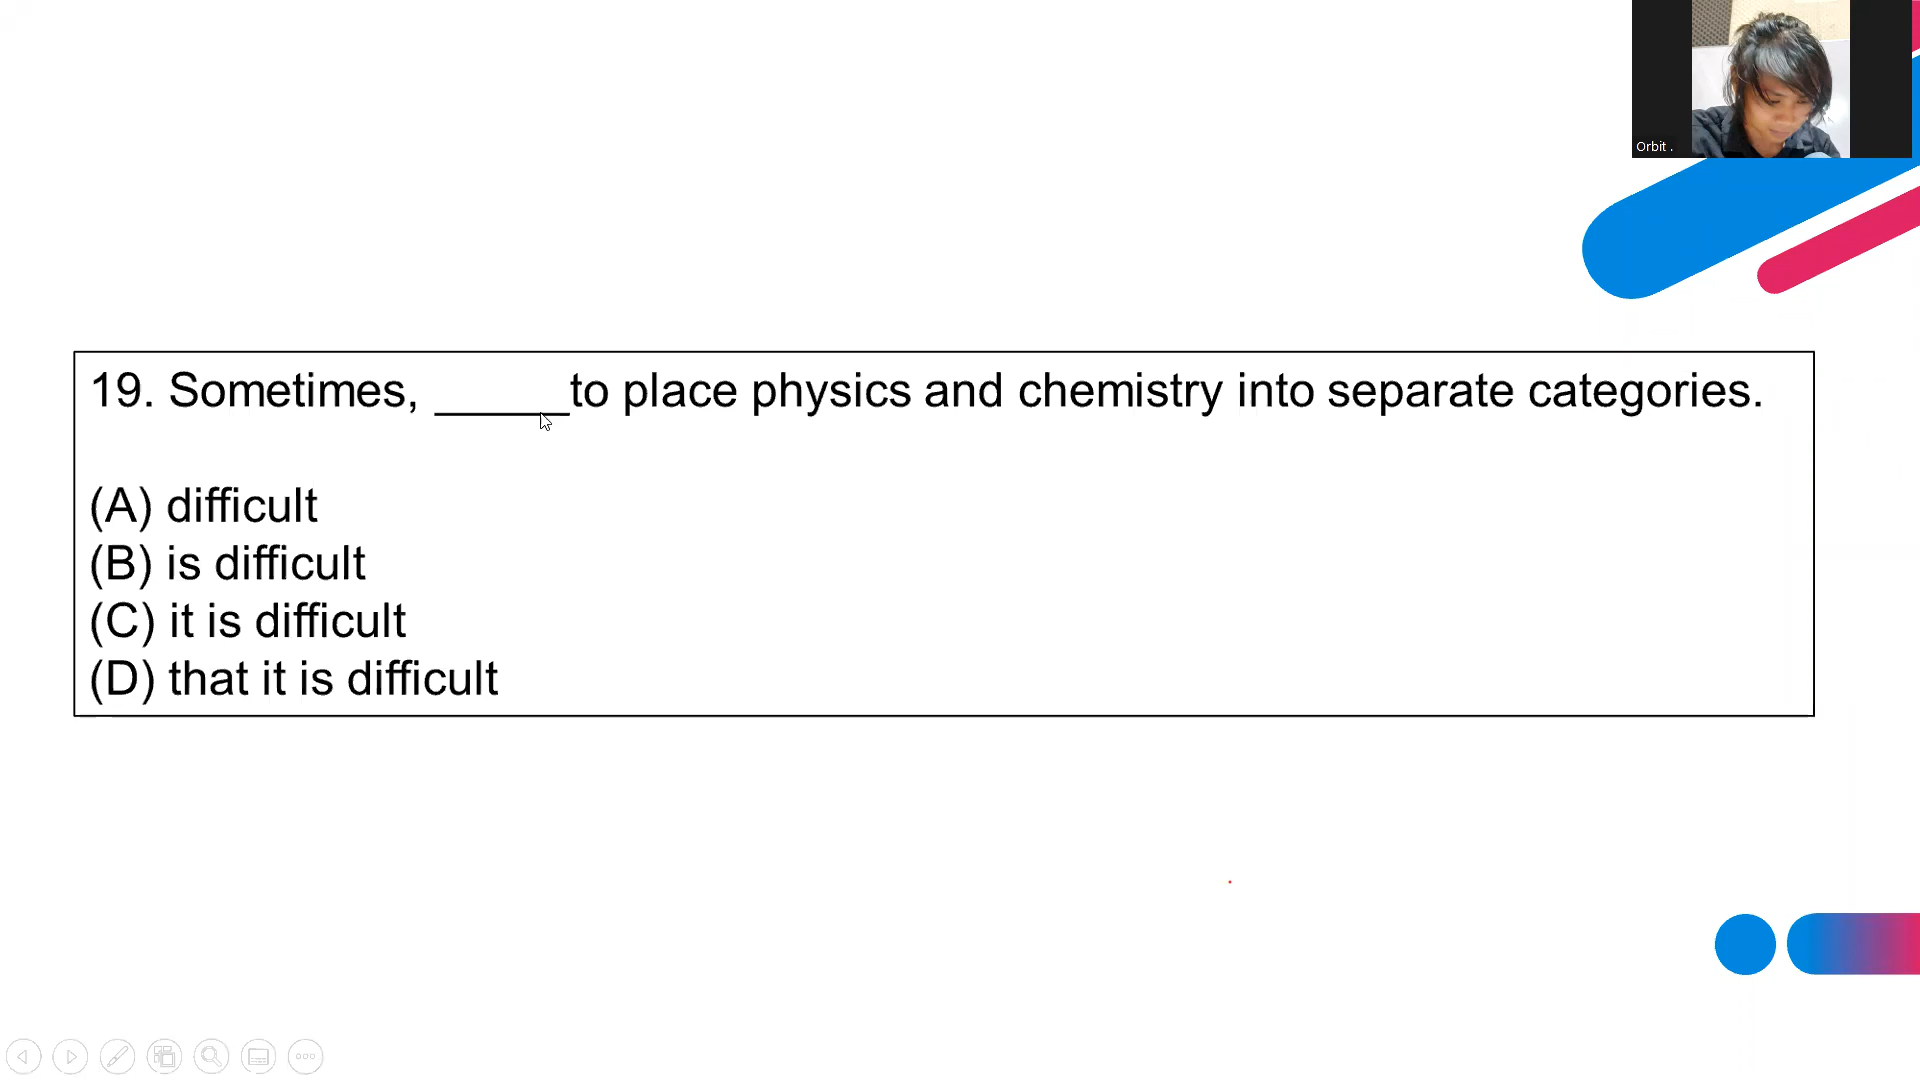 Orbit .
19. Sometimes, ______to place physics and chemistry into separate categories.
(A) difficult
(B) is difficult
(C) it is difficult
(D) that it is difficult